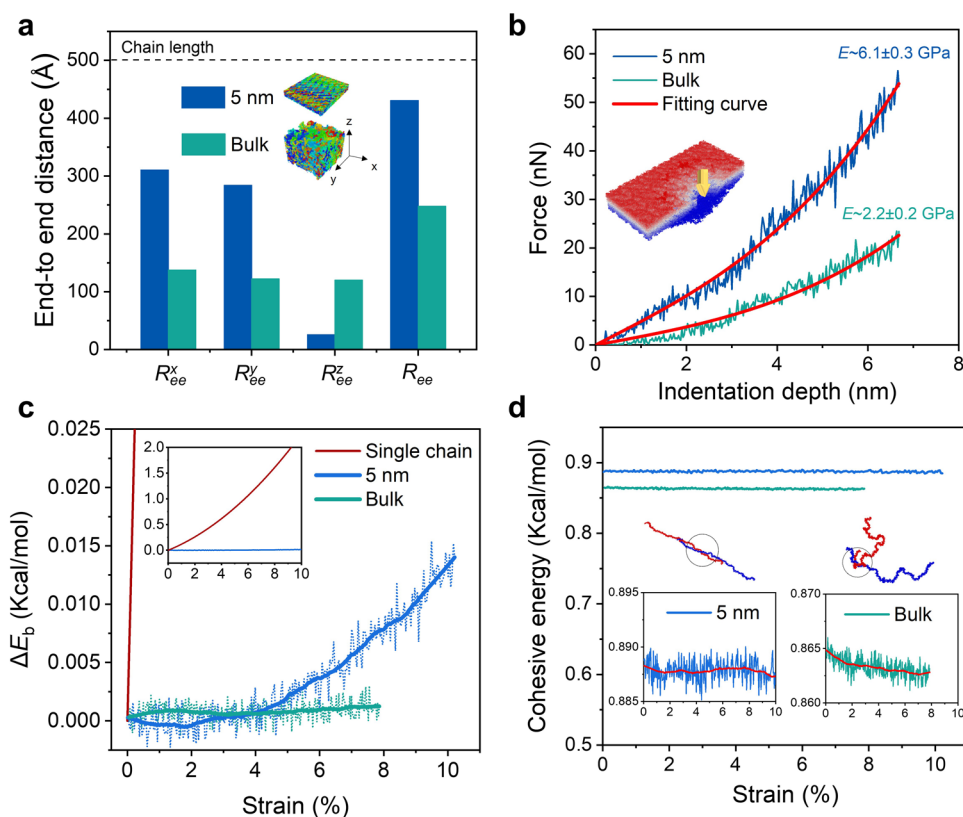 a
Chain length
500
400
300
200
100
0
End-to end distance (Å)
5 nm
Bulk
z
x
y
R^x_ee
R^y_ee
R^z_ee
R_ee
b
60
50
40
30
20
10
0
Force (nN)
5 nm
Bulk
Fitting curve
E~6.1±0.3 GPa
E~2.2±0.2 GPa
0 2 4 6 8
Indentation depth (nm)
c
0.025
0.020
0.015
0.010
0.005
0.000
ΔE_b (Kcal/mol)
2.0
1.5
1.0
0.5
0.0
0 2 4 6 8 10
Single chain
5 nm
Bulk
0 2 4 6 8 10
Strain (%)
d
0.9
0.8
0.7
0.6
0.5
Cohesive energy (Kcal/mol)
0.895
0.890
0.885
5 nm
0 2 4 6 8 10
0.870
0.865
0.860
Bulk
0 2 4 6 8 10
0 2 4 6 8 10
Strain (%)